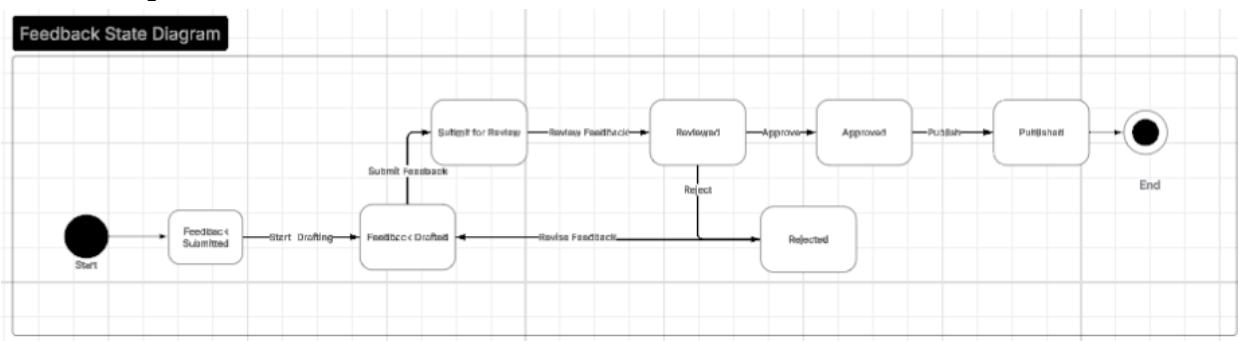 Feedback State Diagram
Submit for Review
Review Feedback
Reviewed
Approve
Approved
Publish
Published
Submit Feedback
End
Reject
Feedback
Submitted
Start Drafting
Feedback Drafted
Revise Feedback
Rejected
Start